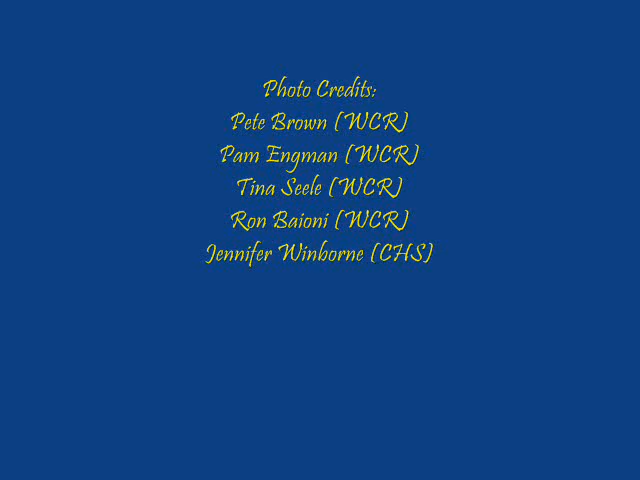 Photo Credits:
Pete Brown (WCR)
Pam Engman (WCR)
Tina Seele (WCR)
Ron Baioni (WCR)
Jennifer Winborne (CHS)